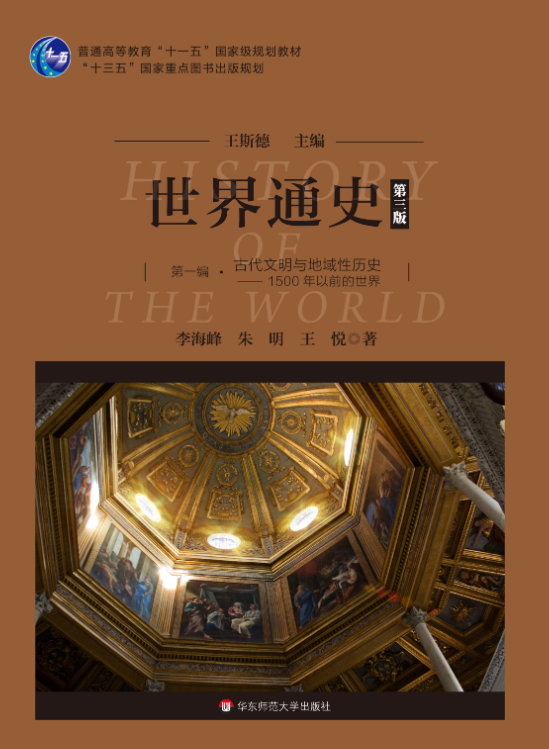 十一五
普通高等教育“十一五”国家级规划教材
“十三五”国家重点图书出版规划
王斯德 主编
HISTORY
世界通史 第三版
OF
第一编 · 古代文明与地域性历史
—— 1500 年以前的世界
THE WORLD
李海峰 朱 明 王 悦◎著
华东师范大学出版社